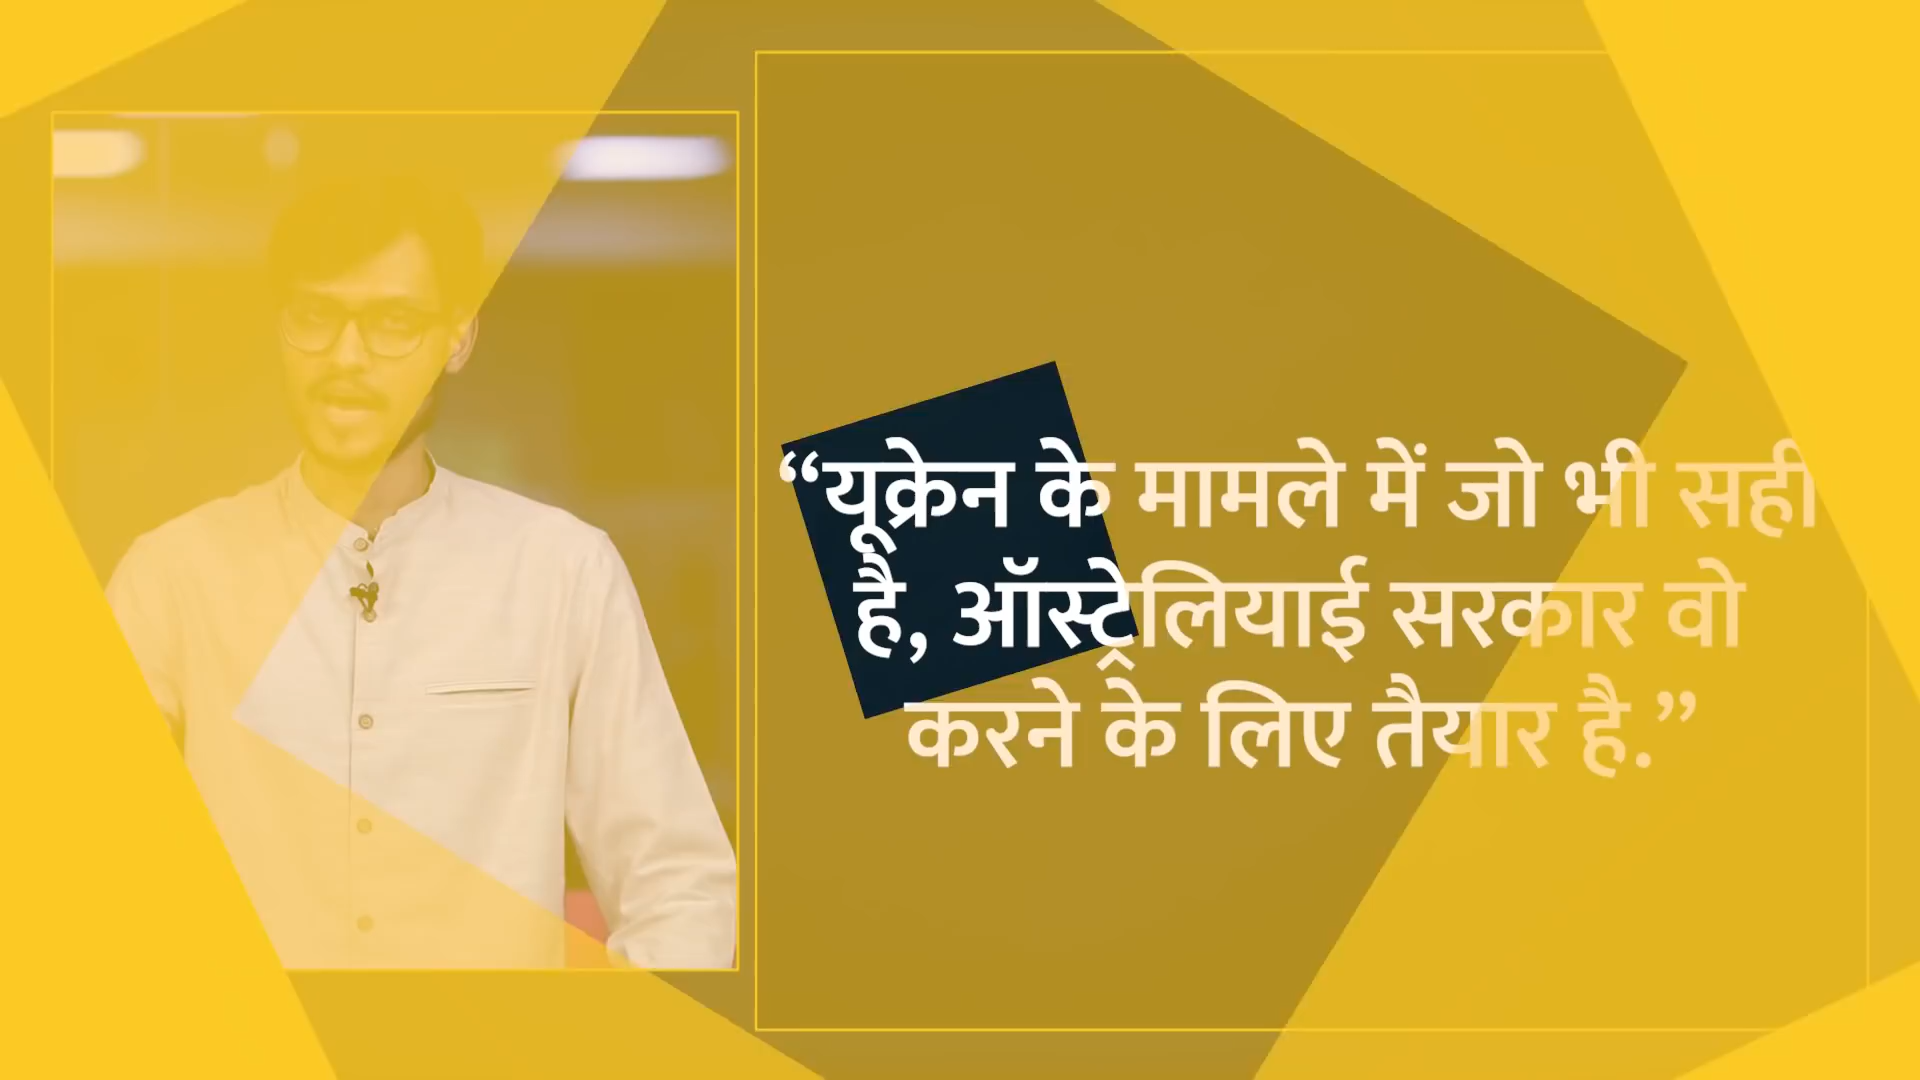 “यूक्रेन के मामले में जो भी सही
है, ऑस्ट्रेलियाई सरकार वो
करने के लिए तैयार है.”